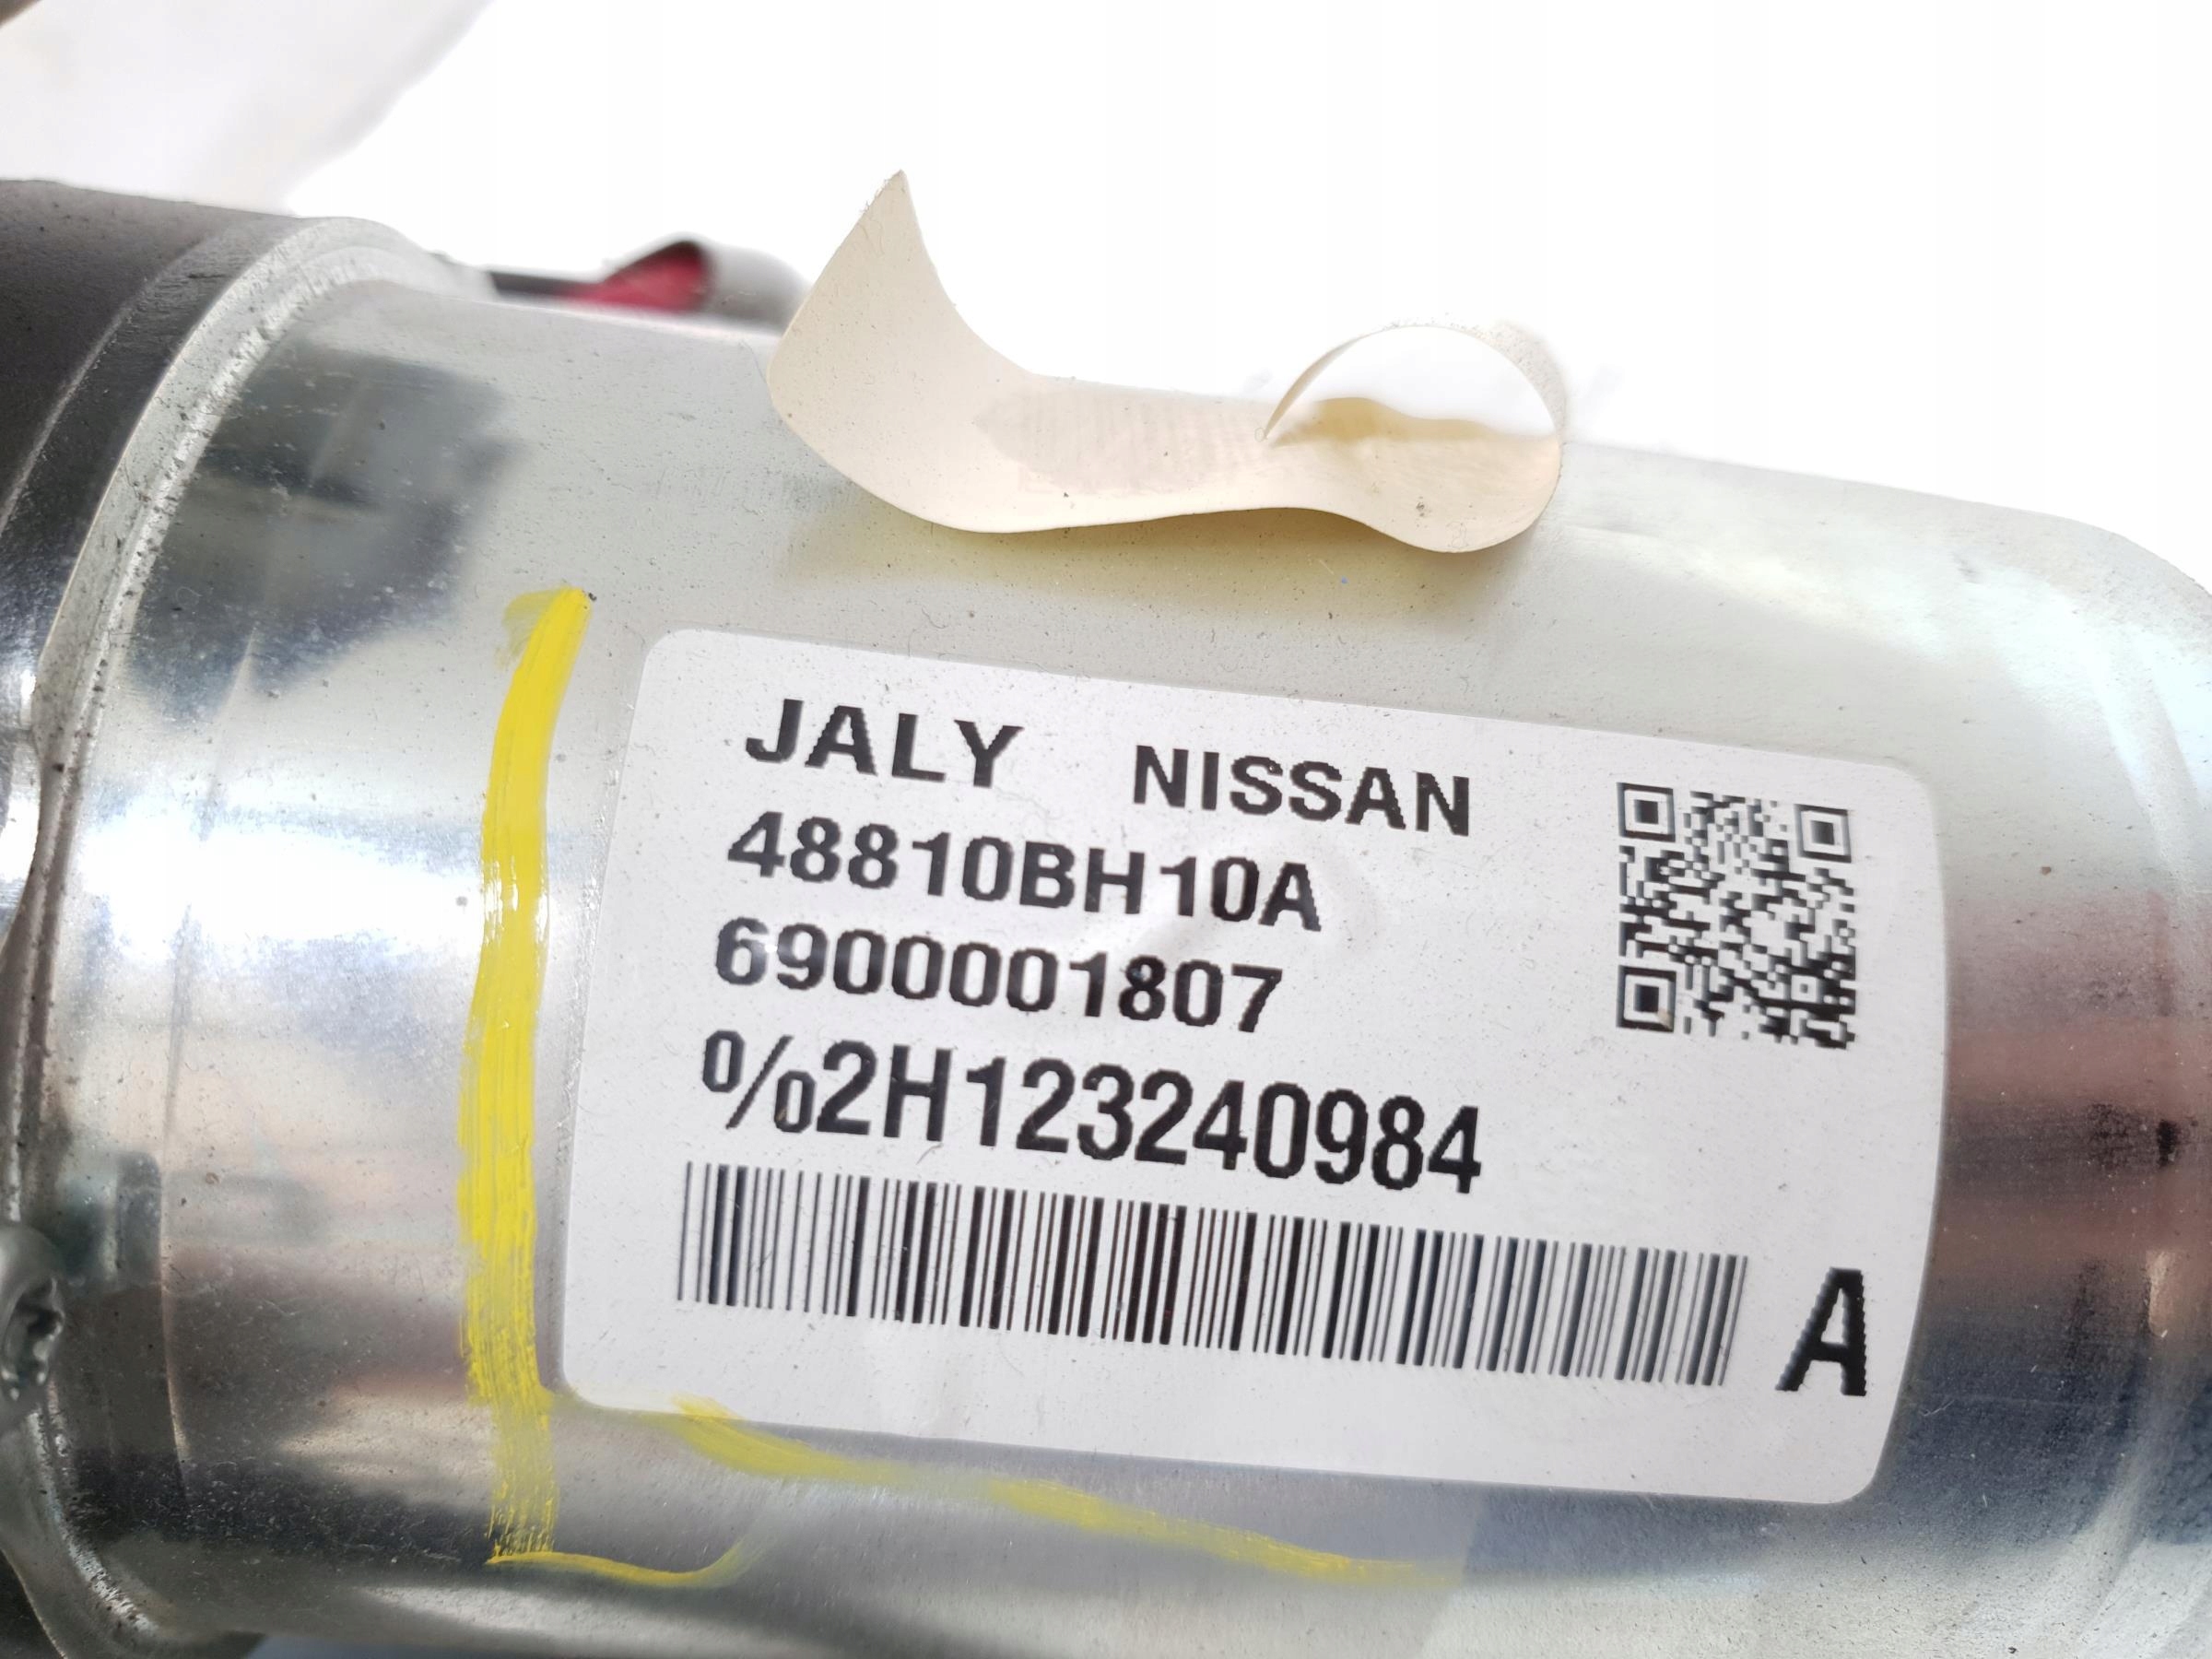 JALY NISSAN
48810BH10A
6900001807
%2H123240984
A